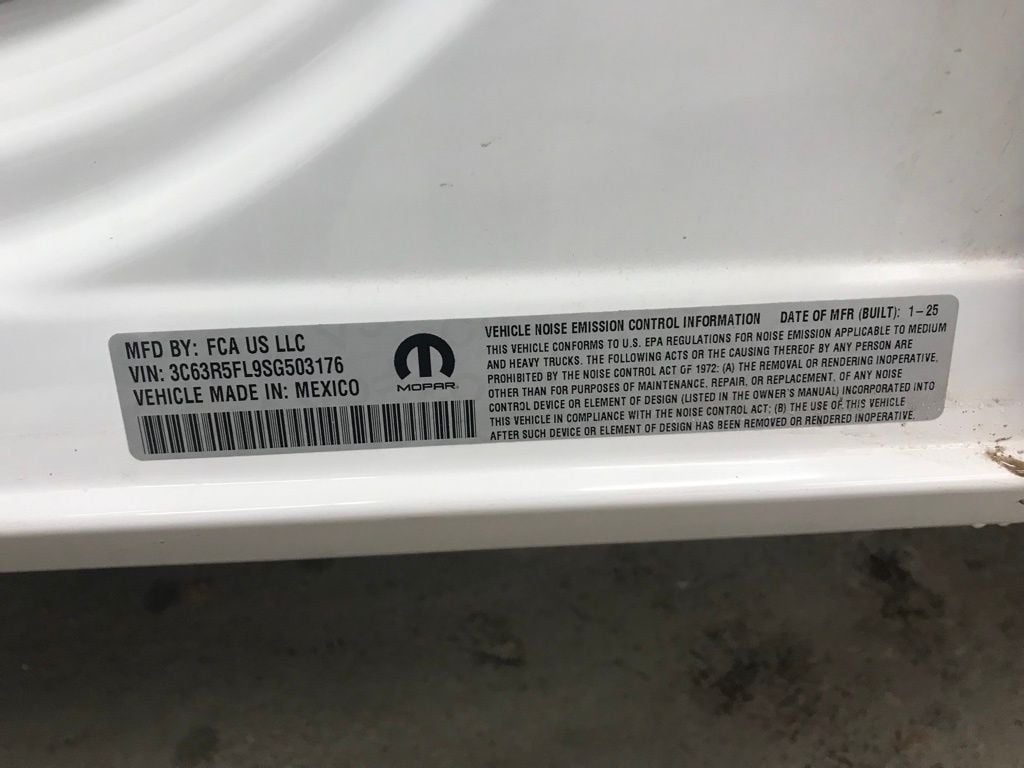 MFD BY: FCA US LLC
VIN: 3C63R5FL9SG503176
VEHICLE MADE IN: MEXICO
MOPAR
VEHICLE NOISE EMISSION CONTROL INFORMATION DATE OF MFR (BUILT): 1-25
THIS VEHICLE CONFORMS TO U.S. EPA REGULATIONS FOR NOISE EMISSION APPLICABLE TO MEDIUM
AND HEAVY TRUCKS. THE FOLLOWING ACTS OR THE CAUSING THEREOF BY ANY PERSON ARE
PROHIBITED BY THE NOISE CONTROL ACT OF 1972: (A) THE REMOVAL OR RENDERING INOPERATIVE,
OTHER THAN FOR PURPOSES OF MAINTENANCE, REPAIR, OR REPLACEMENT, OF ANY NOISE
CONTROL DEVICE OR ELEMENT OF DESIGN (LISTED IN THE OWNER'S MANUAL) INCORPORATED INTO
THIS VEHICLE IN COMPLIANCE WITH THE NOISE CONTROL ACT; (B) THE USE OF THIS VEHICLE
AFTER SUCH DEVICE OR ELEMENT OF DESIGN HAS BEEN REMOVED OR RENDERED INOPERATIVE.